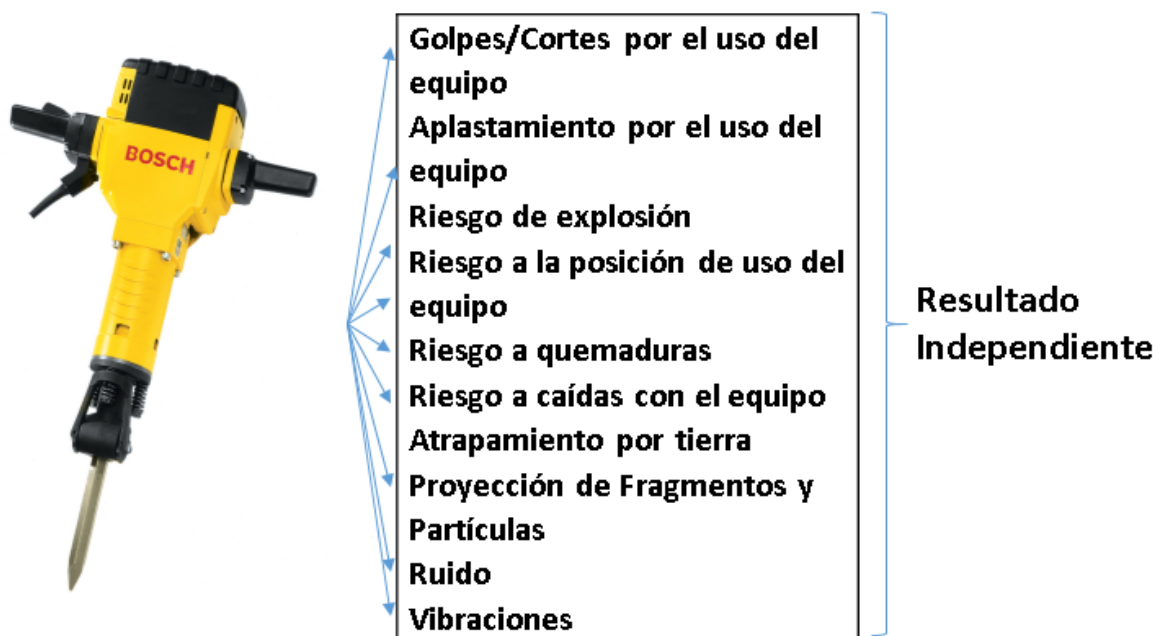 BOSCH
Golpes/Cortes por el uso del
equipo
Aplastamiento por el uso del
equipo
Riesgo de explosión
Riesgo a la posición de uso del
equipo
Riesgo a quemaduras
Riesgo a caídas con el equipo
Atrapamiento por tierra
Proyección de Fragmentos y
Partículas
Ruido
Vibraciones
Resultado
Independiente